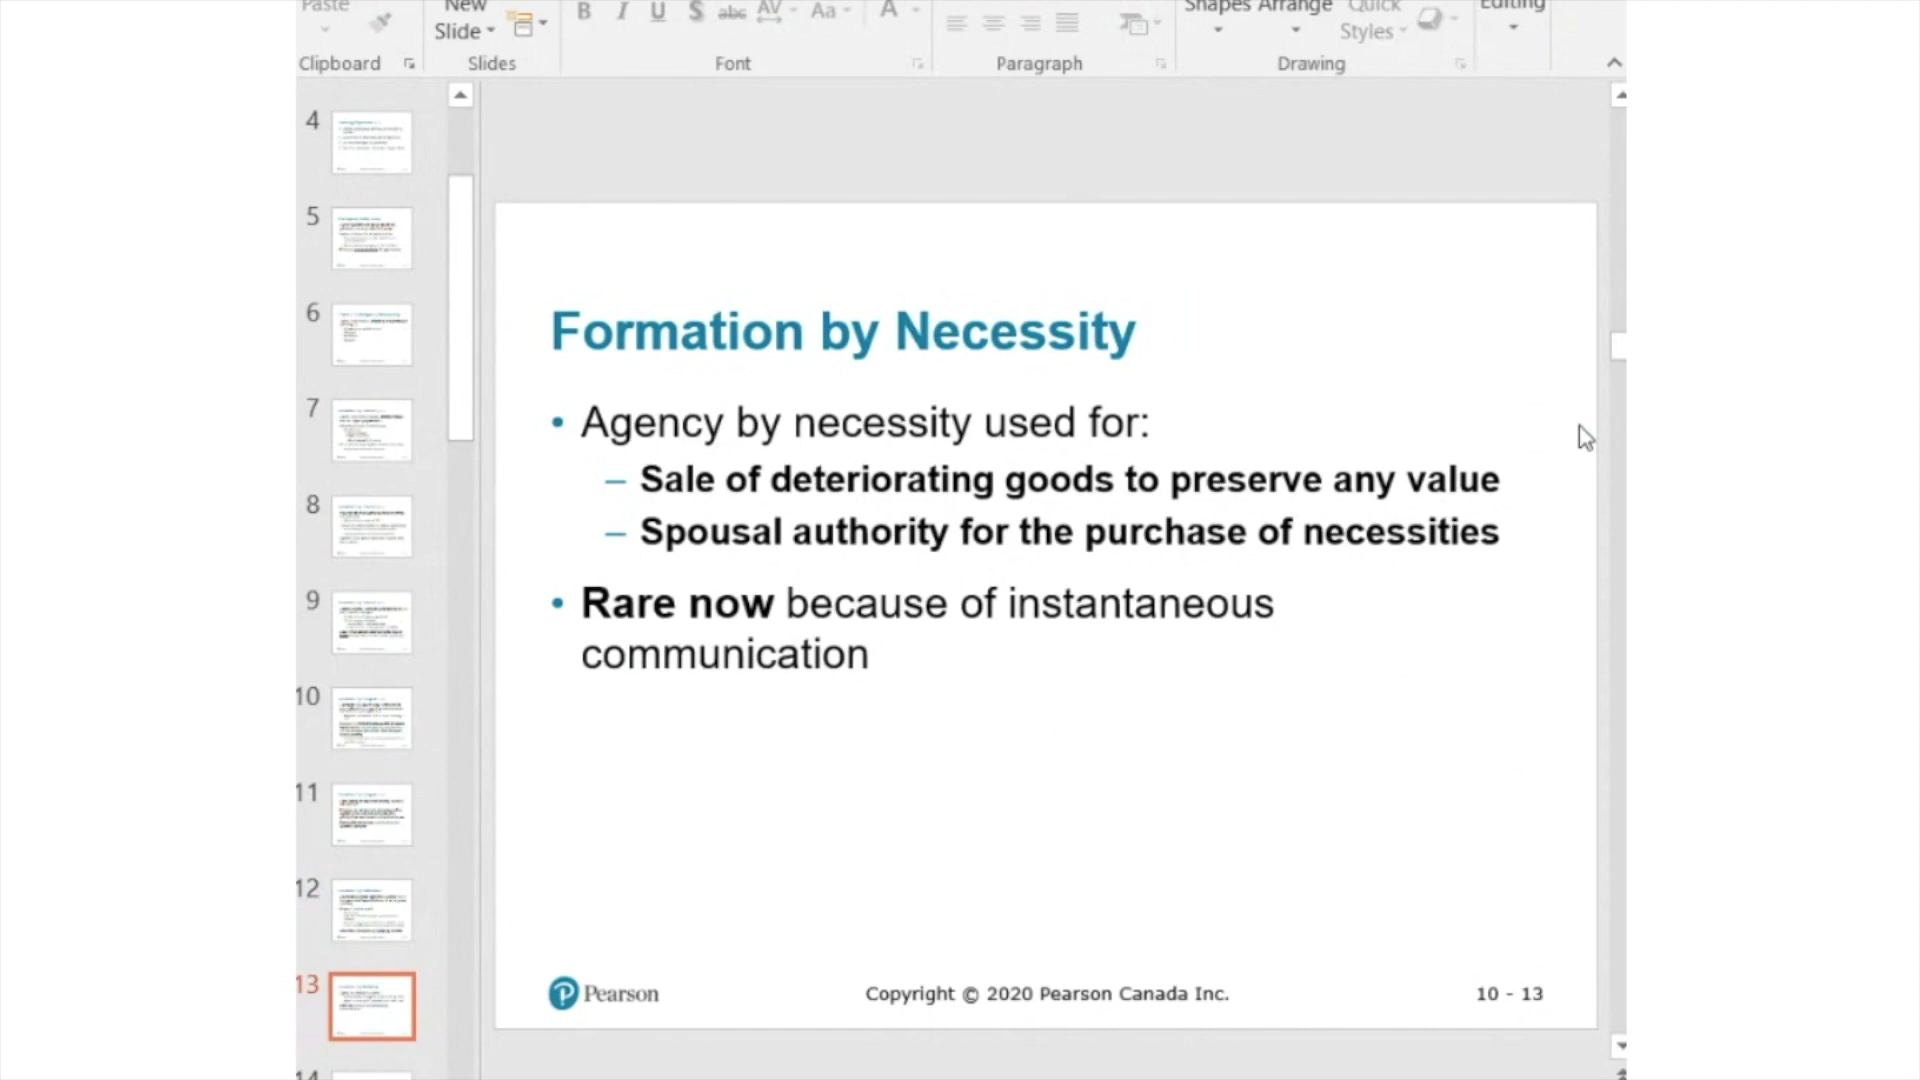 Paste
New
Slide
B I U S abc AV Aa A
Shapes Arrange
Quick
Styles
Editing
Clipboard
Slides
Font
Paragraph
Drawing
4
5
6
7
8
9
10
11
12
13
14
Formation by Necessity
• Agency by necessity used for:
– Sale of deteriorating goods to preserve any value
– Spousal authority for the purchase of necessities
• Rare now because of instantaneous
communication
P Pearson
Copyright © 2020 Pearson Canada Inc.
10 - 13